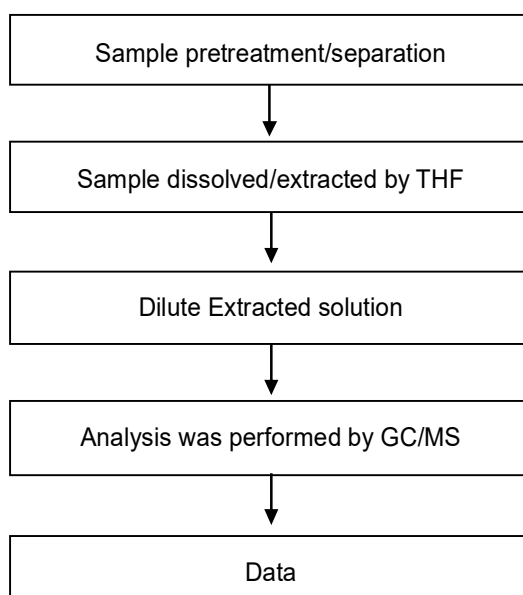 Sample pretreatment/separation
Sample dissolved/extracted by THF
Dilute Extracted solution
Analysis was performed by GC/MS
Data